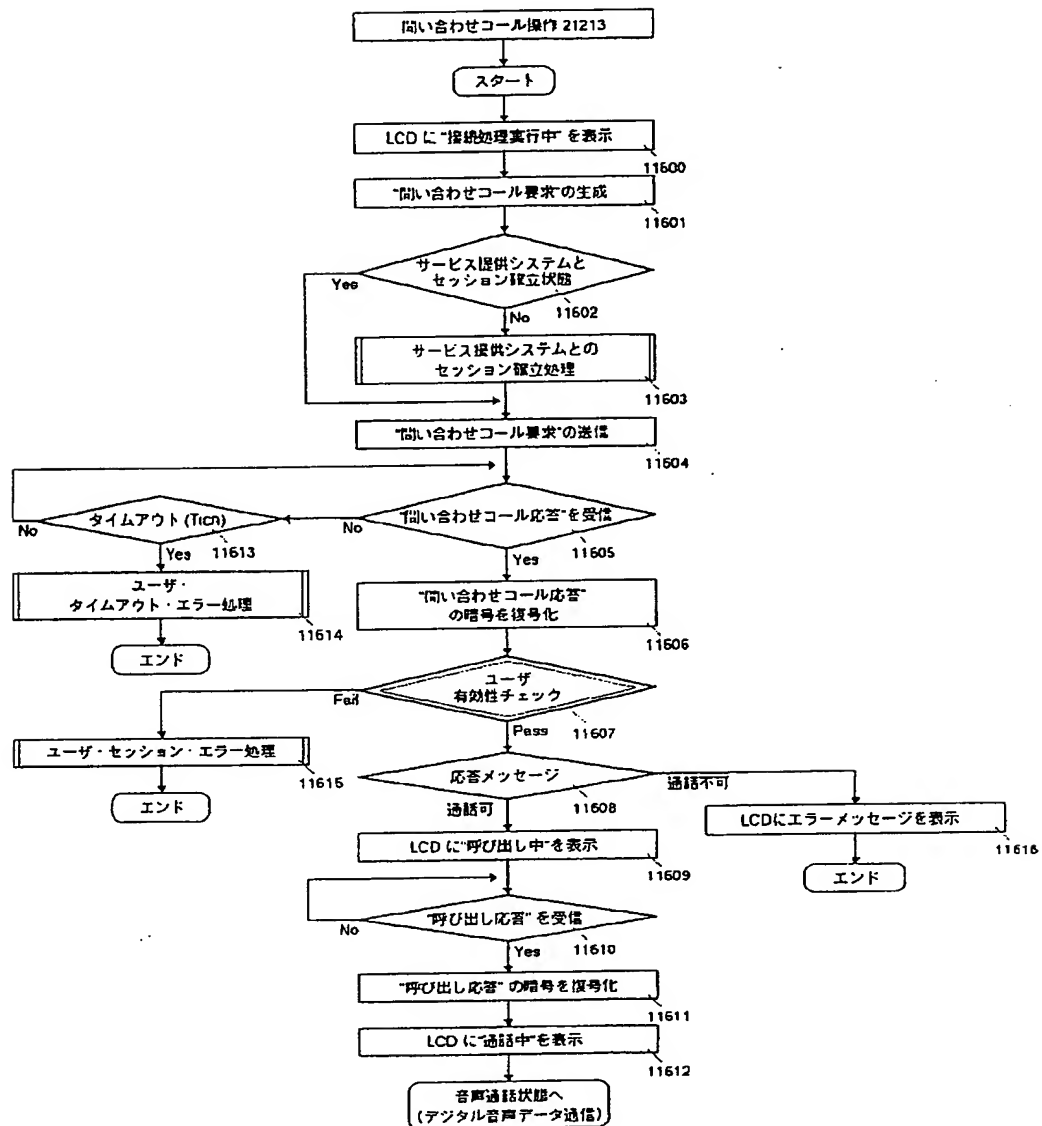 問い合わせコール操作 21213
スタート
LCD に“接続処理実行中” を表示
11600
“問い合わせコール要求”の生成
11601
サービス提供システムと
セッション確立状態
Yes
11602
No
サービス提供システムとの
セッション確立処理
11603
“問い合わせコール要求”の送信
11604
タイムアウト
No
11613
No
“問い合わせコール応答”を受信
11605
Yes
Yes
ユーザ・
タイムアウト・エラー処理
11614
“問い合わせコール応答”
の暗号を復号化
11606
エンド
ユーザ
有効性チェック
Fail
11607
Pass
ユーザ・セッション・エラー処理
11615
応答メッセージ
通話不可
11608
エンド
通話可
LCDにエラーメッセージを表示
11616
LCD に“呼び出し中”を表示
11609
エンド
“呼び出し応答” を受信
No
11610
Yes
“呼び出し応答” の暗号を復号化
11611
LCD に“通話中”を表示
11612
音声通話状態へ
(デジタル音声データ通信)